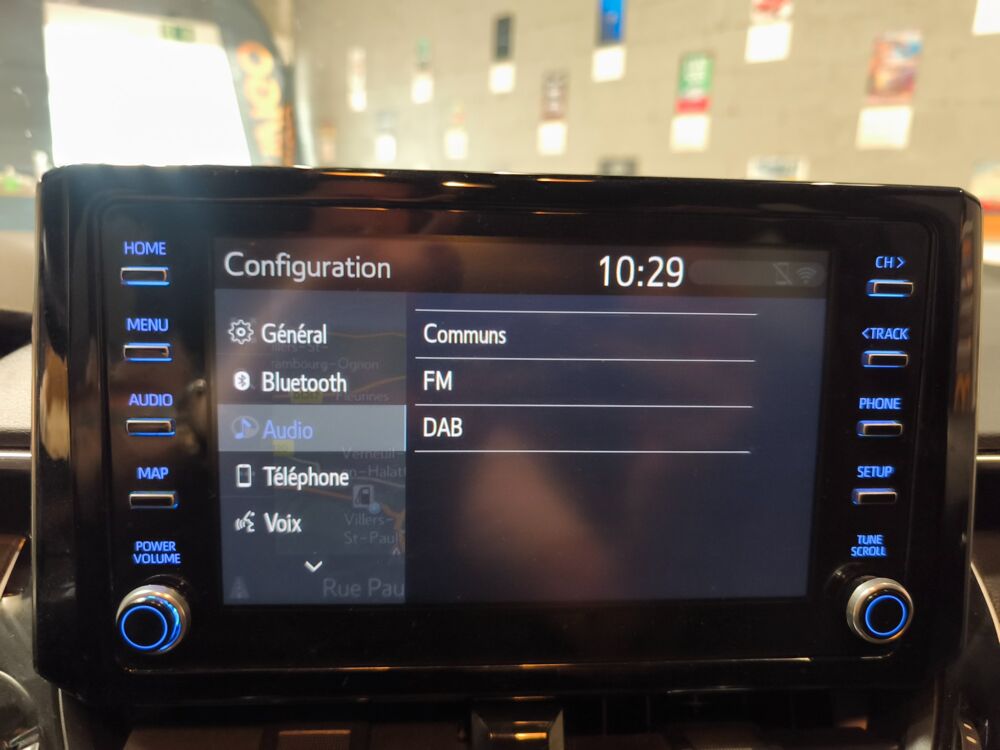 HOME
MENU
AUDIO
MAP
POWER
VOLUME
Configuration
10:29
Général
Bluetooth
Audio
Téléphone
Voix
Villers-
St-Paul
Rue Pau
Communs
FM
DAB
CH >
< TRACK
PHONE
SETUP
TUNE
SCROLL